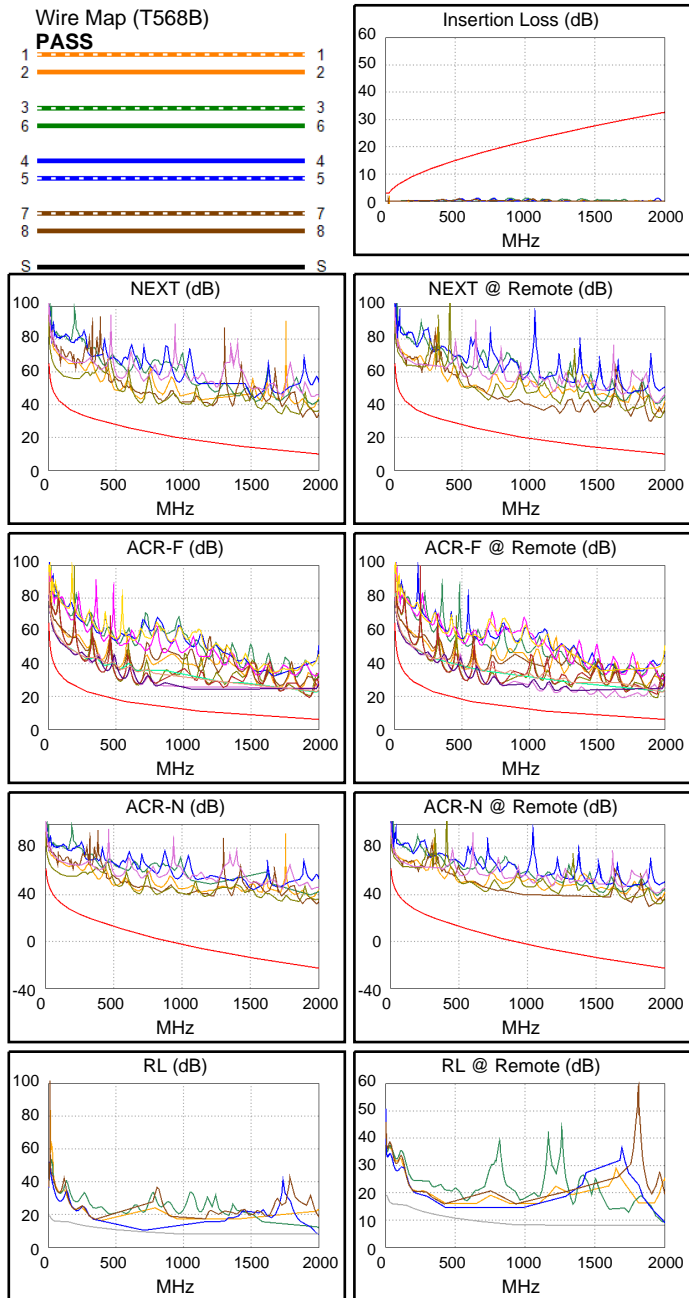 Wire Map (T568B)
PASS
1 1
2 2
3 3
6 6
4 4
5 5
7 7
8 8
S S
Insertion Loss (dB)
60
50
40
30
20
10
0
0 500 1000 1500 2000
MHz
NEXT (dB)
100
80
60
40
20
0
0 500 1000 1500 2000
MHz
NEXT @ Remote (dB)
100
80
60
40
20
0
0 500 1000 1500 2000
MHz
ACR-F (dB)
100
80
60
40
20
0
0 500 1000 1500 2000
MHz
ACR-F @ Remote (dB)
100
80
60
40
20
0
0 500 1000 1500 2000
MHz
ACR-N (dB)
80
40
0
-40
0 500 1000 1500 2000
MHz
ACR-N @ Remote (dB)
80
40
0
-40
0 500 1000 1500 2000
MHz
RL (dB)
100
80
60
40
20
0
0 500 1000 1500 2000
MHz
RL @ Remote (dB)
60
50
40
30
20
10
0
0 500 1000 1500 2000
MHz